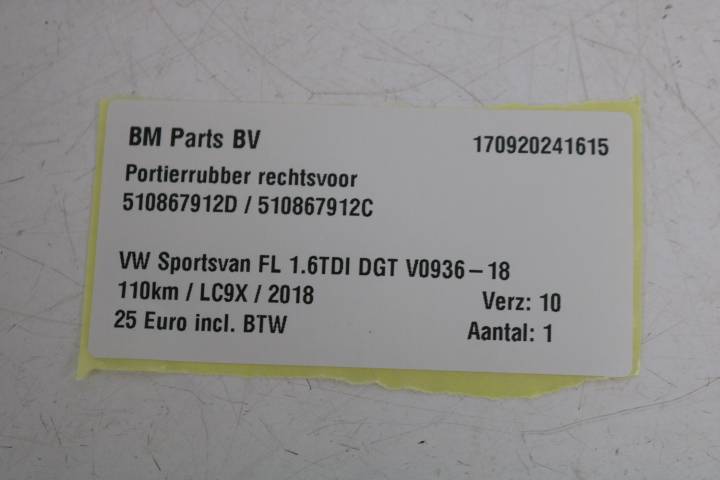 BM Parts BV 170920241615
Portierrubber rechtsvoor
510867912D / 510867912C
VW Sportsvan FL 1.6TDI DGT V0936-18
110km / LC9X / 2018 Verz: 10
25 Euro incl. BTW Aantal: 1